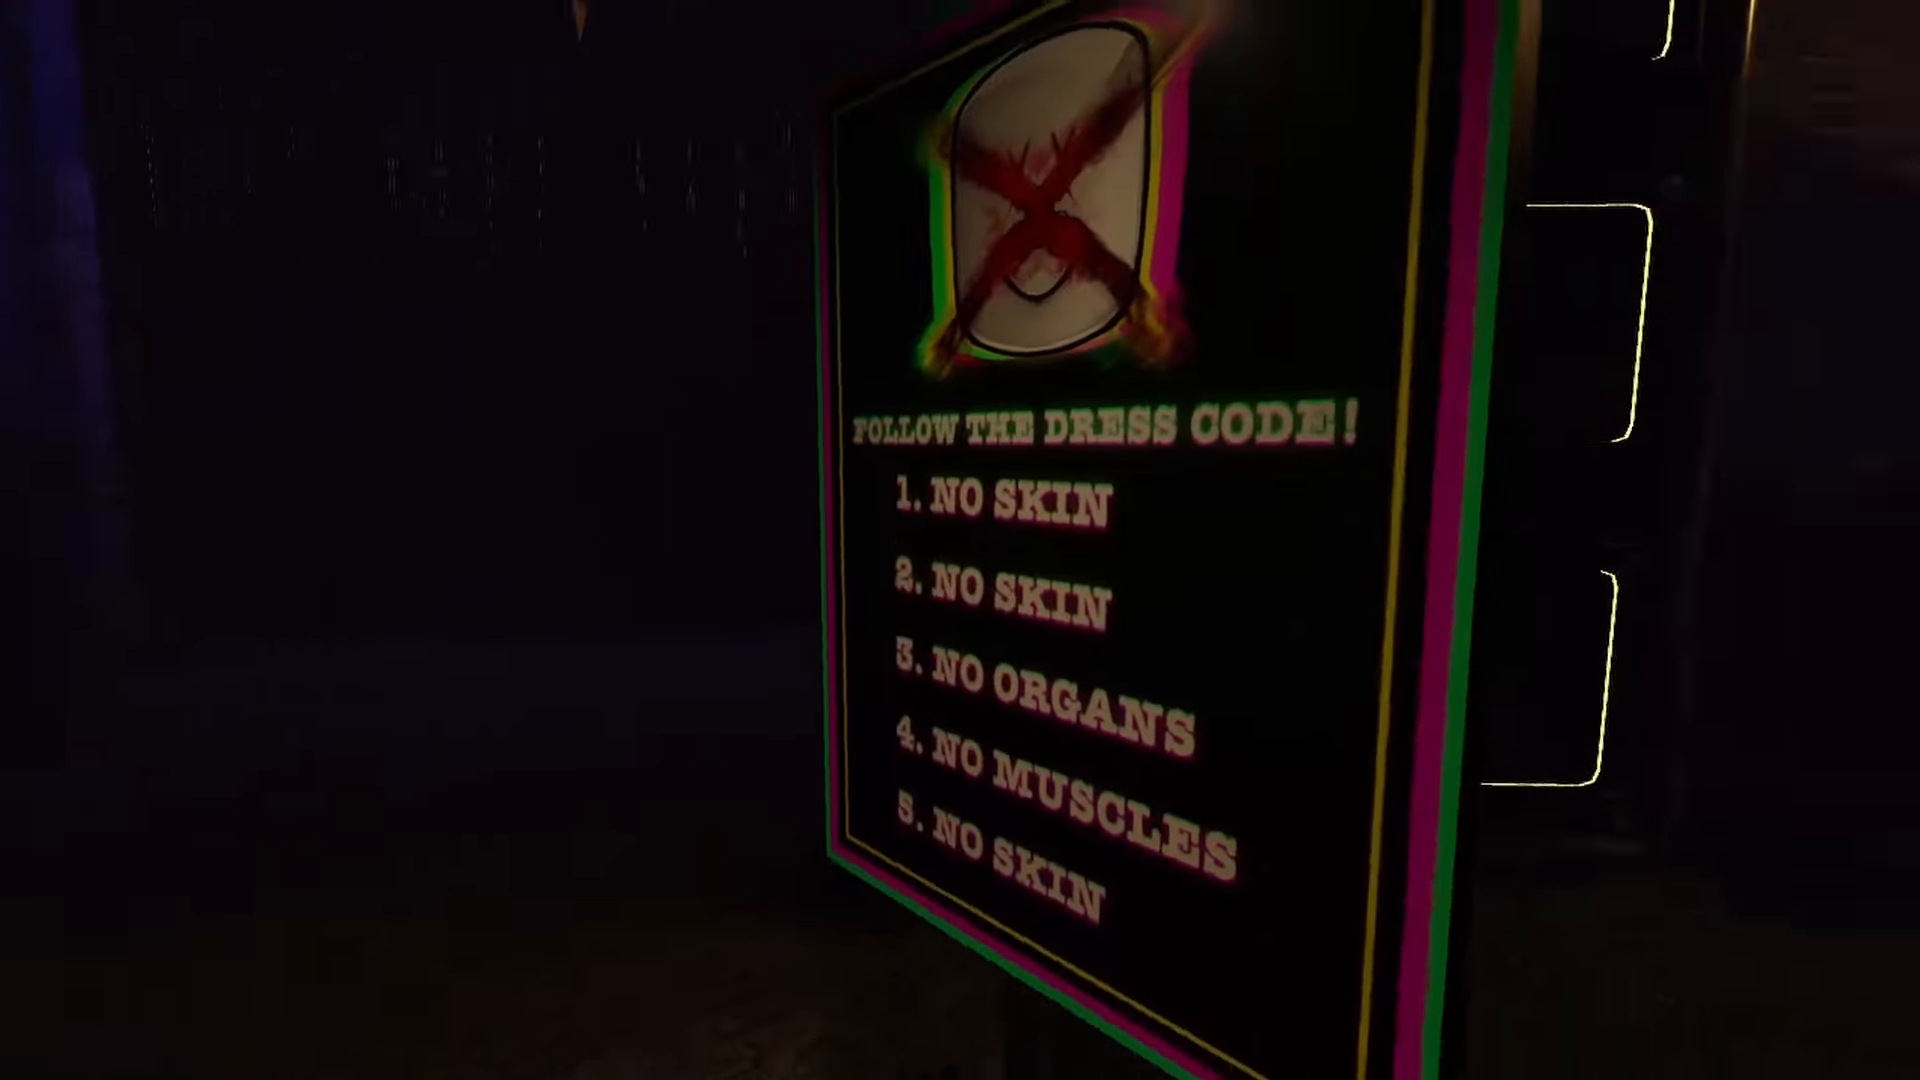 FOLLOW THE DRESS CODE!
1. NO SKIN
2. NO SKIN
3. NO ORGANS
4. NO MUSCLES
5. NO SKIN